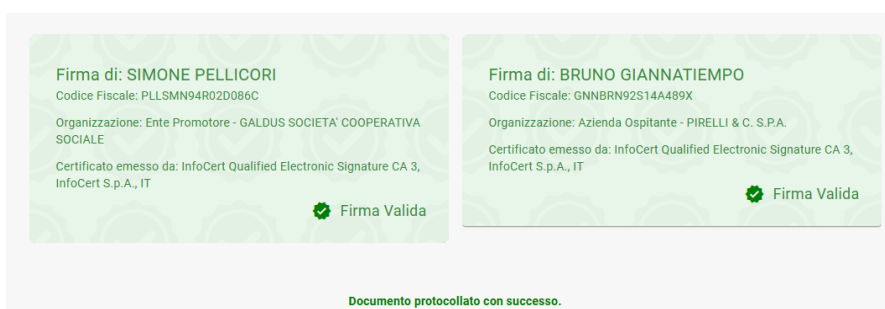 Firma di: SIMONE PELLICORI
Codice Fiscale: PLLSMN94R02D086C
Organizzazione: Ente Promotore - GALDUS SOCIETA' COOPERATIVA
SOCIALE
Certificato emesso da: InfoCert Qualified Electronic Signature CA 3,
InfoCert S.p.A., IT
Firma Valida
Firma di: BRUNO GIANNATIEMPO
Codice Fiscale: GNNBRN92S14A489X
Organizzazione: Azienda Ospitante - PIRELLI & C. S.P.A.
Certificato emesso da: InfoCert Qualified Electronic Signature CA 3,
InfoCert S.p.A., IT
Firma Valida
Documento protocollato con successo.